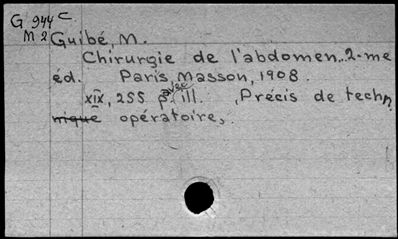 G 944 c.
M 2 Guibé, M.
Chirurgie de l'abdomen. 2-me
éd. Paris, Masson, 1908.
XIX, 255 p. avec ill. Précis de techn.
nique opératoire,